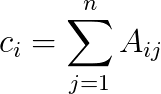 c_i = \sum_{j=1}^{n} A_{ij}